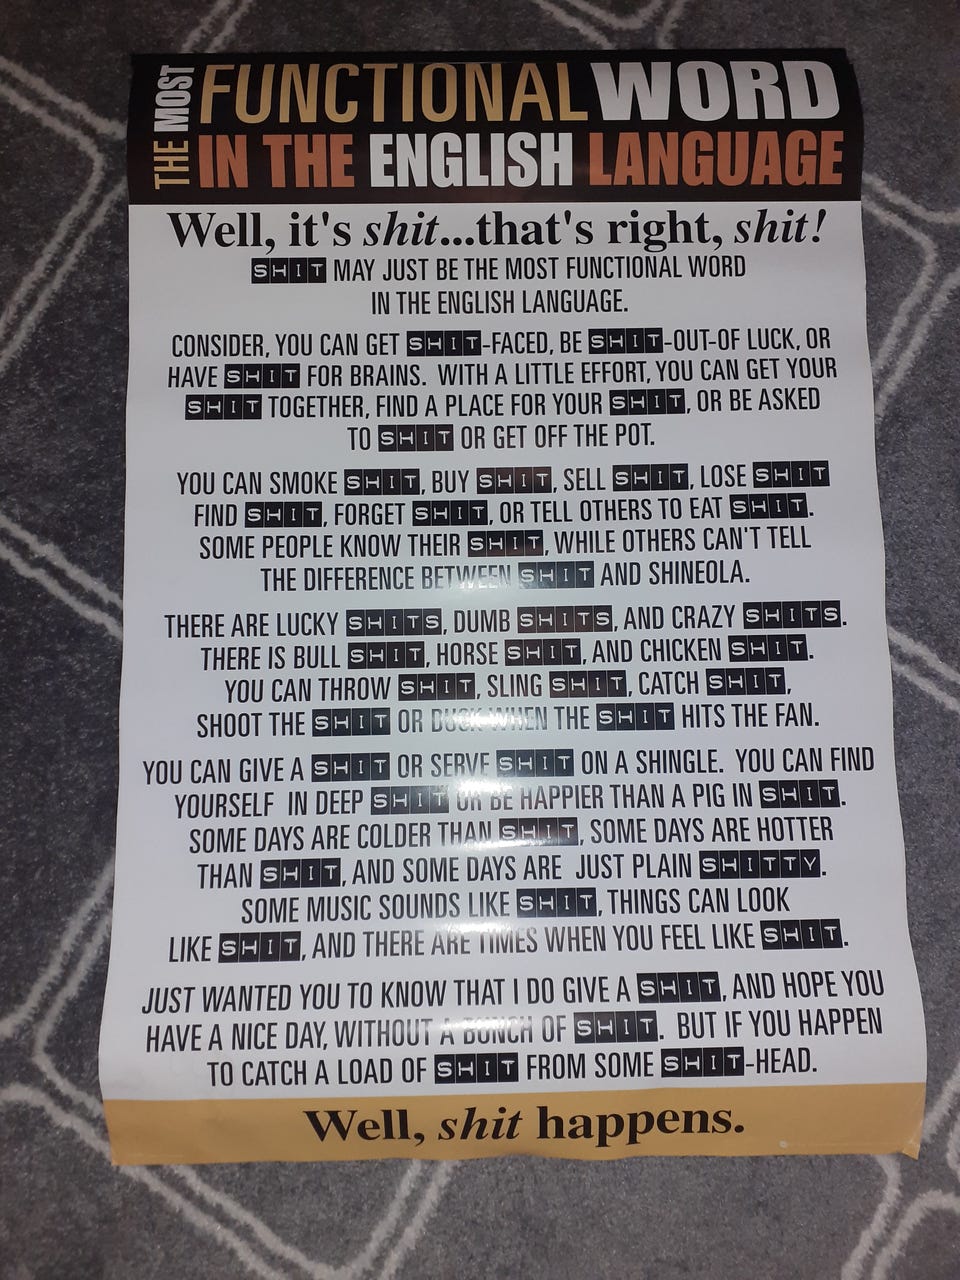 THE MOST FUNCTIONAL WORD
IN THE ENGLISH LANGUAGE
Well, it's shit...that's right, shit!
SHIT MAY JUST BE THE MOST FUNCTIONAL WORD
IN THE ENGLISH LANGUAGE.
CONSIDER, YOU CAN GET SHIT-FACED, BE SHIT-OUT-OF LUCK, OR
HAVE SHIT FOR BRAINS. WITH A LITTLE EFFORT, YOU CAN GET YOUR
SHIT TOGETHER, FIND A PLACE FOR YOUR SHIT, OR BE ASKED
TO SHIT OR GET OFF THE POT.
YOU CAN SMOKE SHIT, BUY SHIT, SELL SHIT, LOSE SHIT
FIND SHIT, FORGET SHIT, OR TELL OTHERS TO EAT SHIT.
SOME PEOPLE KNOW THEIR SHIT, WHILE OTHERS CAN'T TELL
THE DIFFERENCE BETWEEN SHIT AND SHINEOLA.
THERE ARE LUCKY SHITS, DUMB SHITS, AND CRAZY SHITS.
THERE IS BULL SHIT, HORSE SHIT, AND CHICKEN SHIT.
YOU CAN THROW SHIT, SLING SHIT, CATCH SHIT,
SHOOT THE SHIT OR DUCK WHEN THE SHIT HITS THE FAN.
YOU CAN GIVE A SHIT OR SERVE SHIT ON A SHINGLE. YOU CAN FIND
YOURSELF IN DEEP SHIT OR BE HAPPIER THAN A PIG IN SHIT.
SOME DAYS ARE COLDER THAN SHIT, SOME DAYS ARE HOTTER
THAN SHIT, AND SOME DAYS ARE JUST PLAIN SHITTY.
SOME MUSIC SOUNDS LIKE SHIT, THINGS CAN LOOK
LIKE SHIT, AND THERE ARE TIMES WHEN YOU FEEL LIKE SHIT.
JUST WANTED YOU TO KNOW THAT I DO GIVE A SHIT, AND HOPE YOU
HAVE A NICE DAY, WITHOUT A BUNCH OF SHIT. BUT IF YOU HAPPEN
TO CATCH A LOAD OF SHIT FROM SOME SHIT-HEAD.
Well, shit happens.